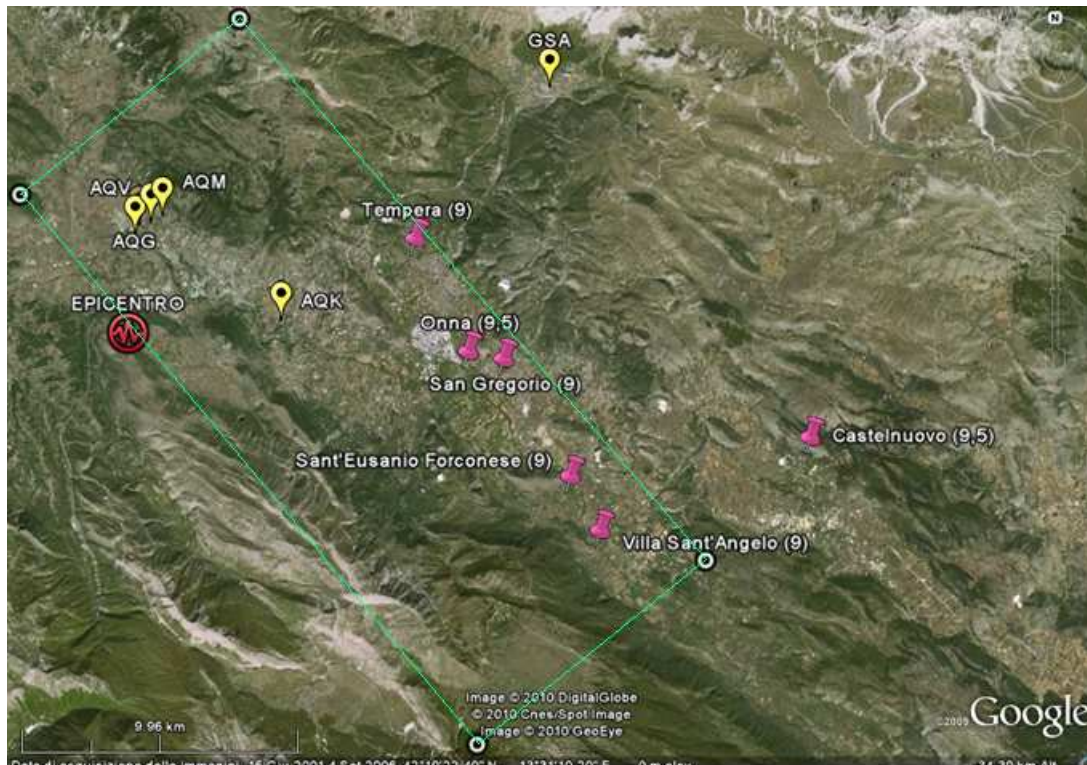 N
GSA
AQV
AQM
AQG
Tempera (9)
EPICENTRO
AQK
Onna (9,5)
San Gregorio (9)
Castelnuovo (9,5)
Sant'Eusanio Forconese (9)
Villa Sant'Angelo (9)
Image © 2010 DigitalGlobe
© 2010 Cnes/Spot Image
Image © 2010 GeoEye
©2009 Google
9.96 km